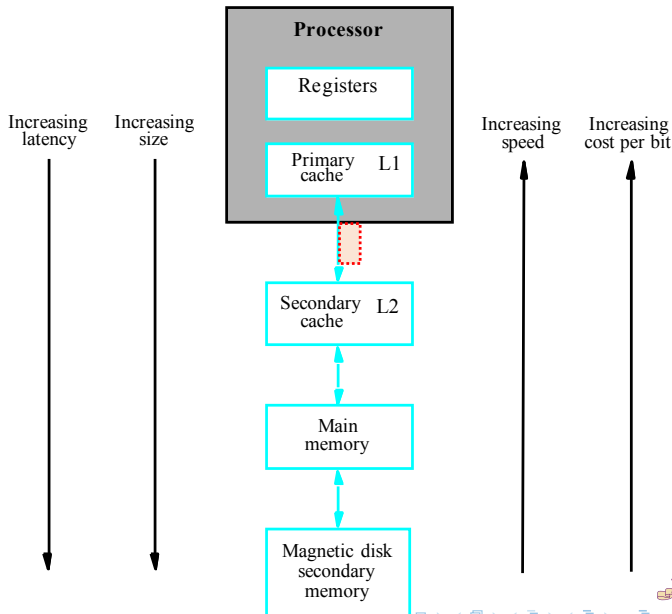 Processor
Registers
Increasing
latency
Increasing
size
Increasing
speed
Increasing
cost per bit
Primary L1
cache
Secondary L2
cache
Main
memory
Magnetic disk
secondary
memory